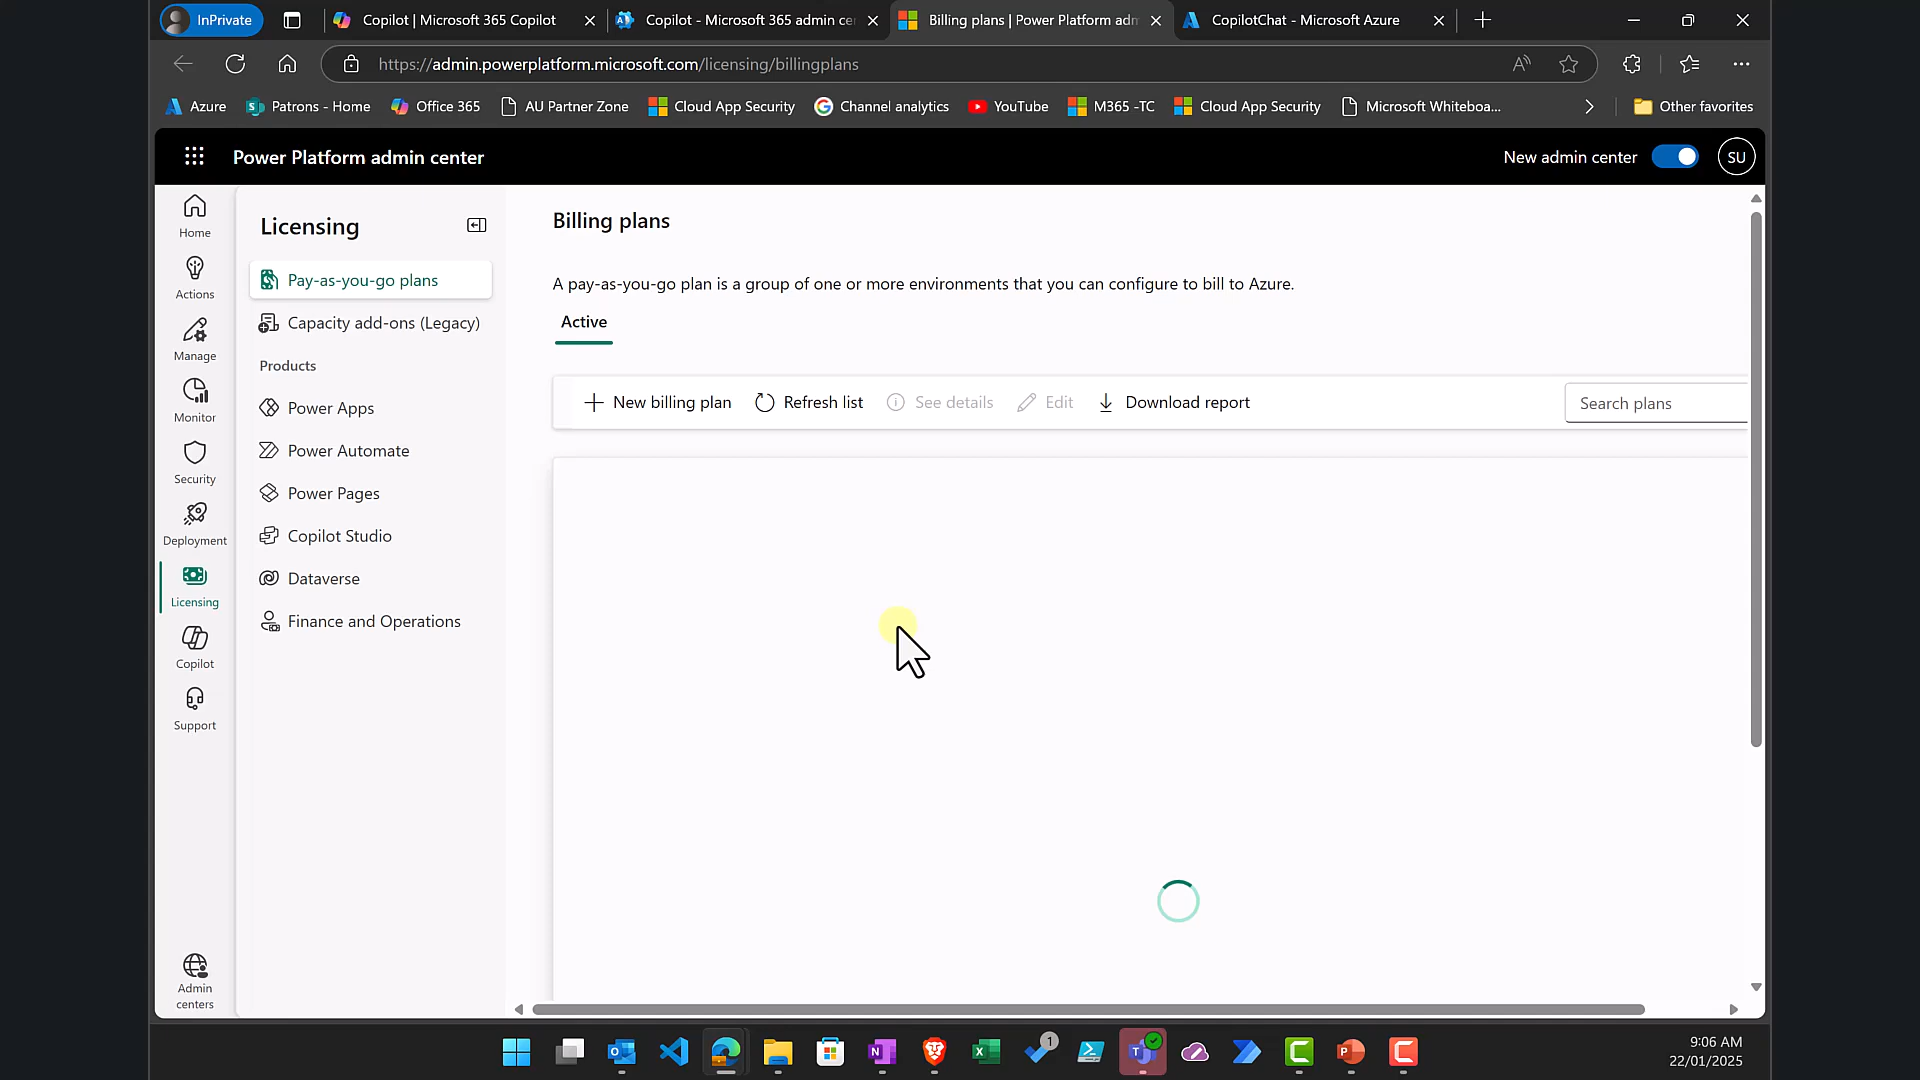 InPrivate
Copilot | Microsoft 365 Copilot
Copilot - Microsoft 365 admin cer
Billing plans | Power Platform adm
CopilotChat - Microsoft Azure
https://admin.powerplatform.microsoft.com/licensing/billingplans
Azure
Patrons - Home
Office 365
AU Partner Zone
Cloud App Security
Channel analytics
YouTube
M365 -TC
Cloud App Security
Microsoft Whiteboa...
Other favorites
Power Platform admin center
New admin center
SU
Home
Actions
Manage
Monitor
Security
Deployment
Licensing
Copilot
Support
Admin
centers
Licensing
Pay-as-you-go plans
Capacity add-ons (Legacy)
Products
Power Apps
Power Automate
Power Pages
Copilot Studio
Dataverse
Finance and Operations
Billing plans
A pay-as-you-go plan is a group of one or more environments that you can configure to bill to Azure.
Active
New billing plan
Refresh list
See details
Edit
Download report
Search plans
1
9:06 AM
22/01/2025